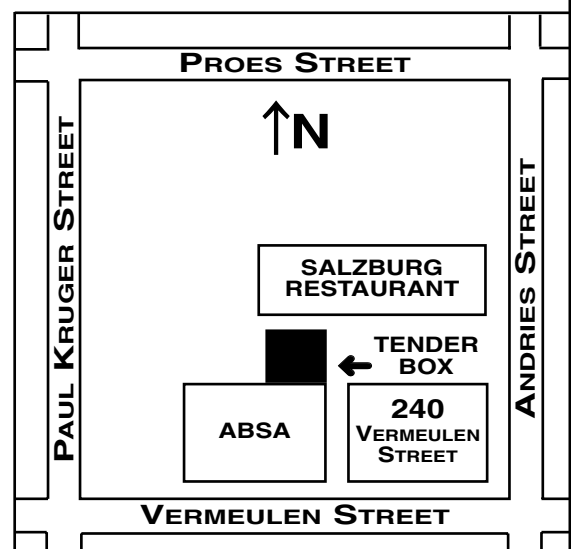 PROES STREET
N
PAUL KRUGER STREET
ANDRIES STREET
SALZBURG
RESTAURANT
TENDER
BOX
ABSA
240
VERMEULEN
STREET
VERMEULEN STREET